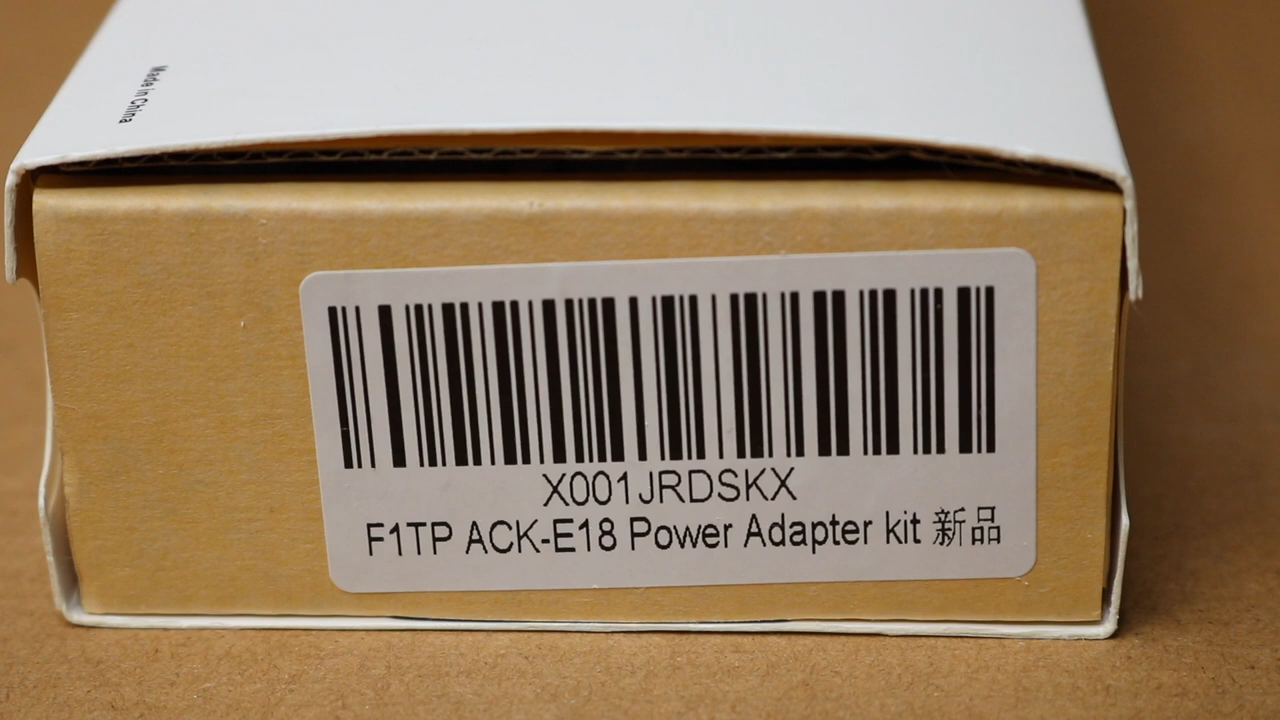 Made in China
X001JRDSKX
F1TP ACK-E18 Power Adapter kit 新品